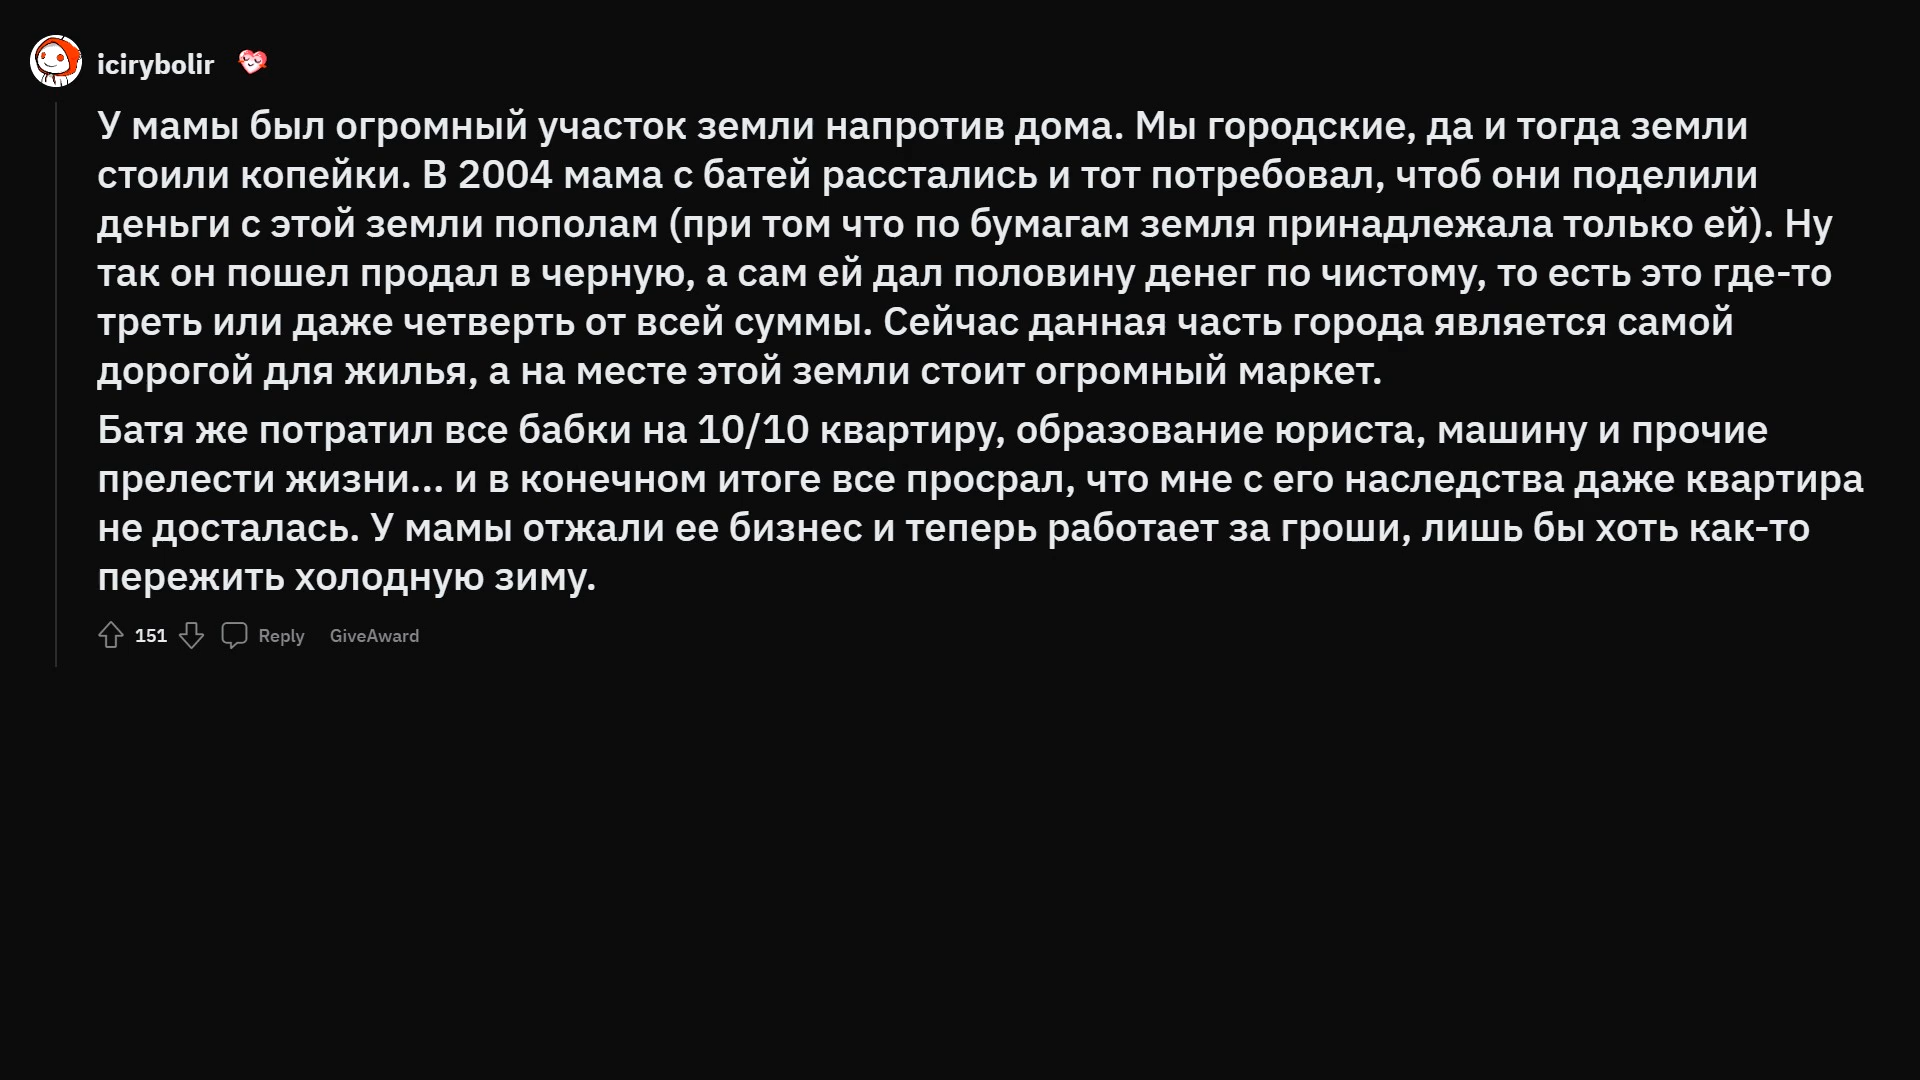 icirybolir
У мамы был огромный участок земли напротив дома. Мы городские, да и тогда земли
стоили копейки. В 2004 мама с батей расстались и тот потребовал, чтоб они поделили
деньги с этой земли пополам (при том что по бумагам земля принадлежала только ей). Ну
так он пошел продал в черную, а сам ей дал половину денег по чистому, то есть это где-то
треть или даже четверть от всей суммы. Сейчас данная часть города является самой
дорогой для жилья, а на месте этой земли стоит огромный маркет.
Батя же потратил все бабки на 10/10 квартиру, образование юриста, машину и прочие
прелести жизни... и в конечном итоге все просрал, что мне с его наследства даже квартира
не досталась. У мамы отжали ее бизнес и теперь работает за гроши, лишь бы хоть как-то
пережить холодную зиму.
151 Reply GiveAward